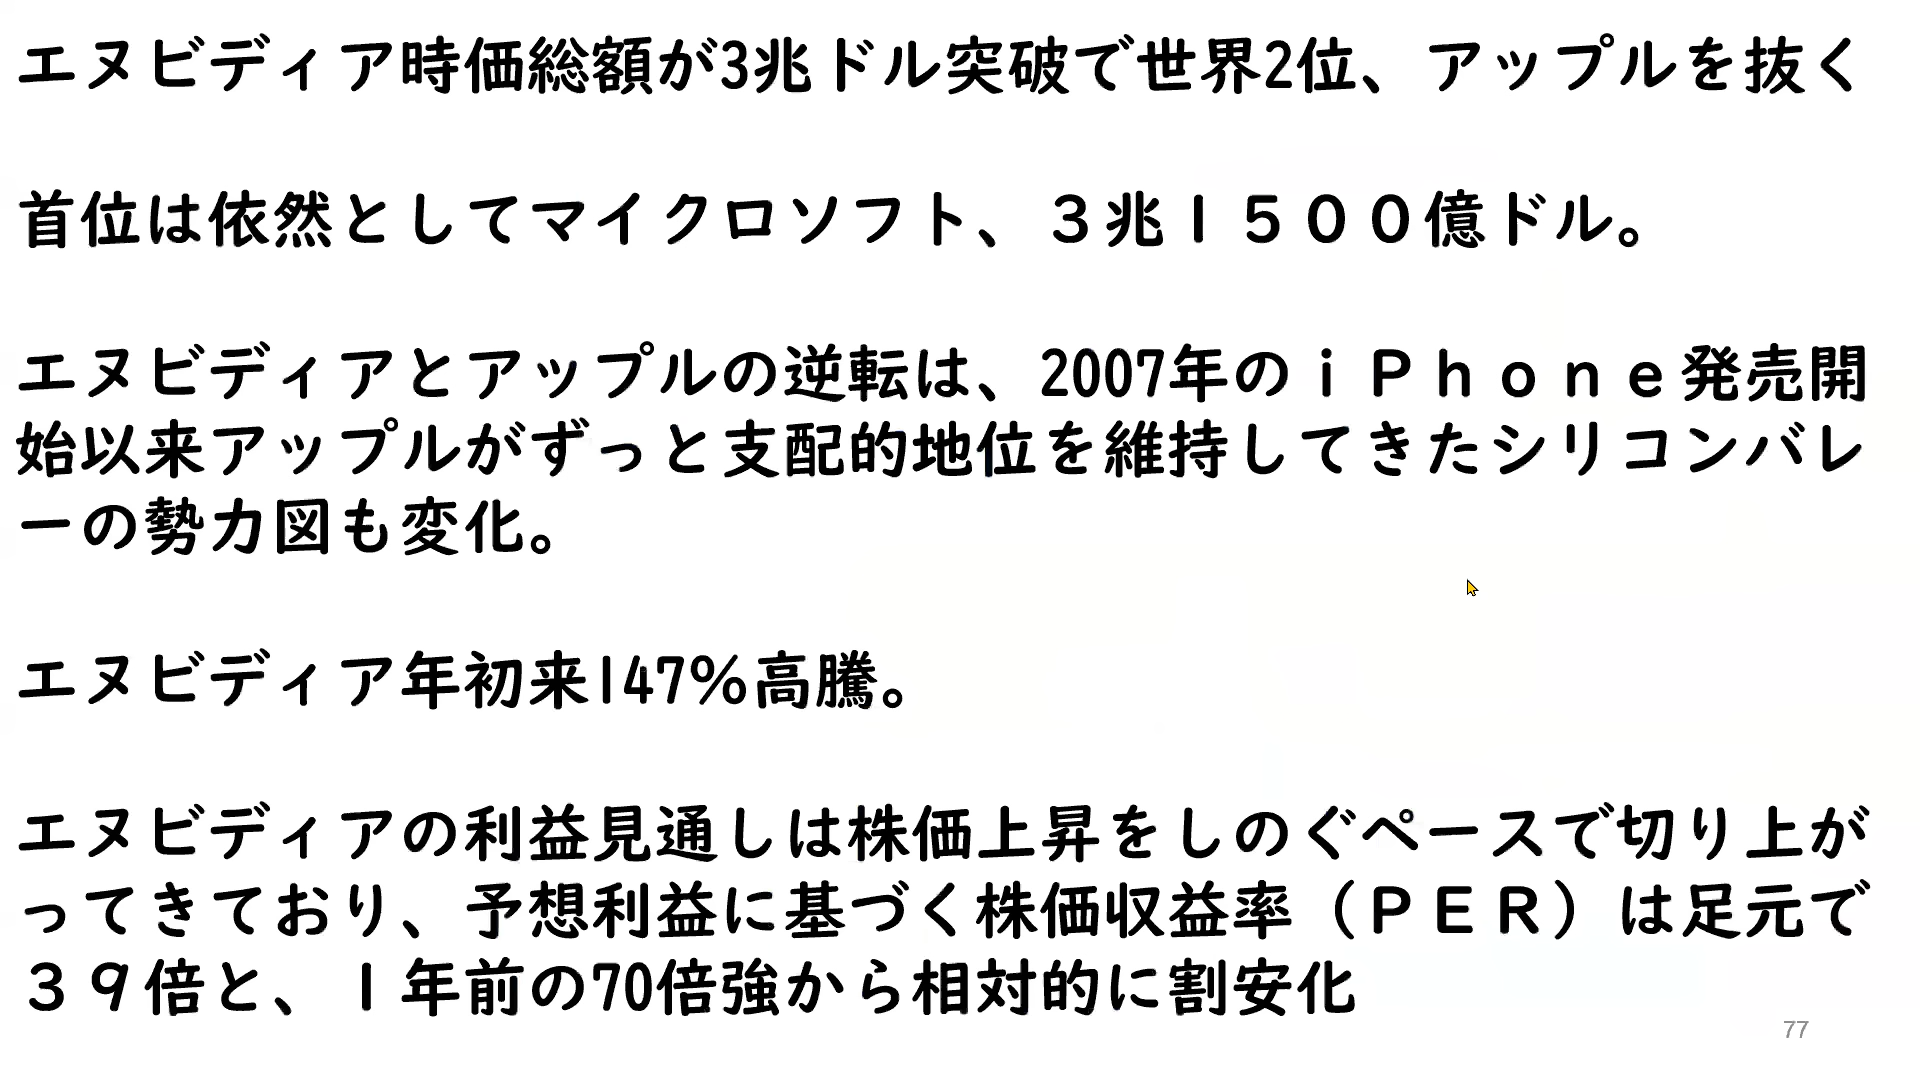 エヌビディア時価総額が3兆ドル突破で世界2位、アップルを抜く
首位は依然としてマイクロソフト、３兆１５００億ドル。
エヌビディアとアップルの逆転は、2007年のｉＰｈｏｎｅ発売開
始以来アップルがずっと支配的地位を維持してきたシリコンバレ
ーの勢力図も変化。
エヌビディア年初来147%高騰。
エヌビディアの利益見通しは株価上昇をしのぐペースで切り上が
ってきており、予想利益に基づく株価収益率（ＰＥＲ）は足元で
３９倍と、１年前の70倍強から相対的に割安化
77